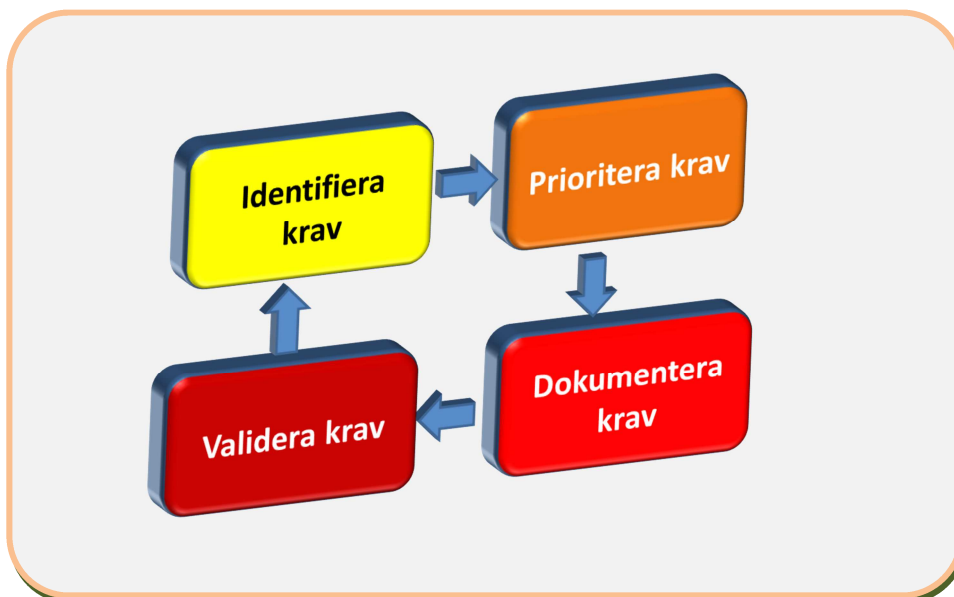 Identifiera
krav
Prioritera krav
Dokumentera
krav
Validera krav